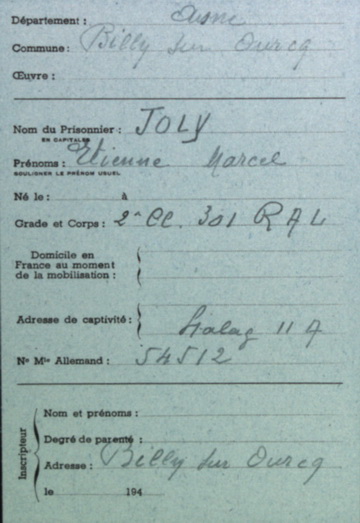 Département : Aisne
Commune : Billy sur Ourcq
Œuvre :
Nom du Prisonnier : JOLY
EN CAPITALES
Prénoms : Etienne Marcel
SOULIGNER LE PRÉNOM USUEL
Né le : à
Grade et Corps : 2e Cl. 301 RAL
Domicile en
France au moment
de la mobilisation :
Adresse de captivité :
Stalag II A
No Mle Allemand : 54512
Inscripteur
Nom et prénoms :
Degré de parenté :
Adresse : Billy sur Ourcq
le 194